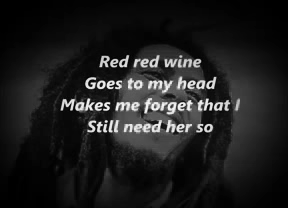 Red red wine
Goes to my head
Makes me forget that I
Still need her so